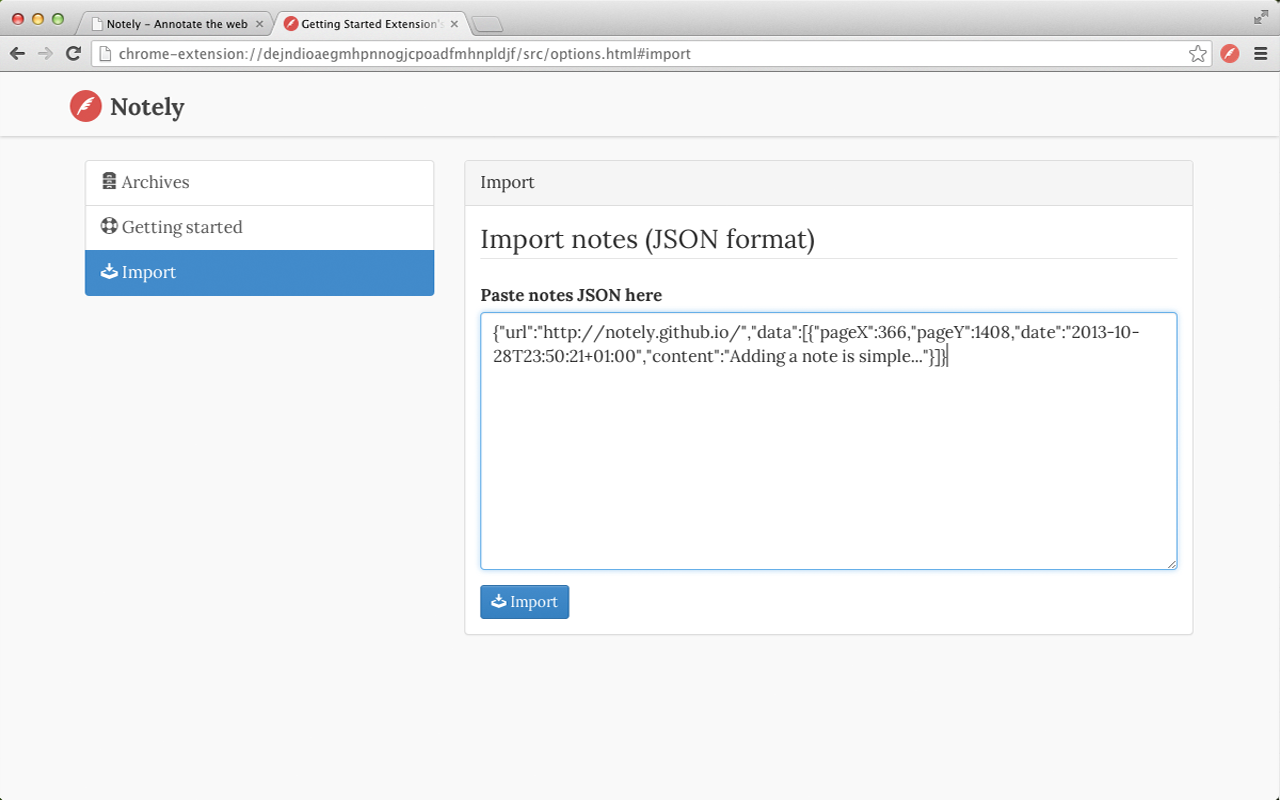 Notely – Annotate the web
Getting Started Extension's
chrome-extension://dejndioaegmhpnnogjcpoadfmhnpldjf/src/options.html#import
Notely
Archives
Getting started
Import
Import
Import notes (JSON format)
Paste notes JSON here
{"url":"http://notely.github.io/","data":[{"pageX":366,"pageY":1408,"date":"2013-10-
28T23:50:21+01:00","content":"Adding a note is simple..."}]}
Import